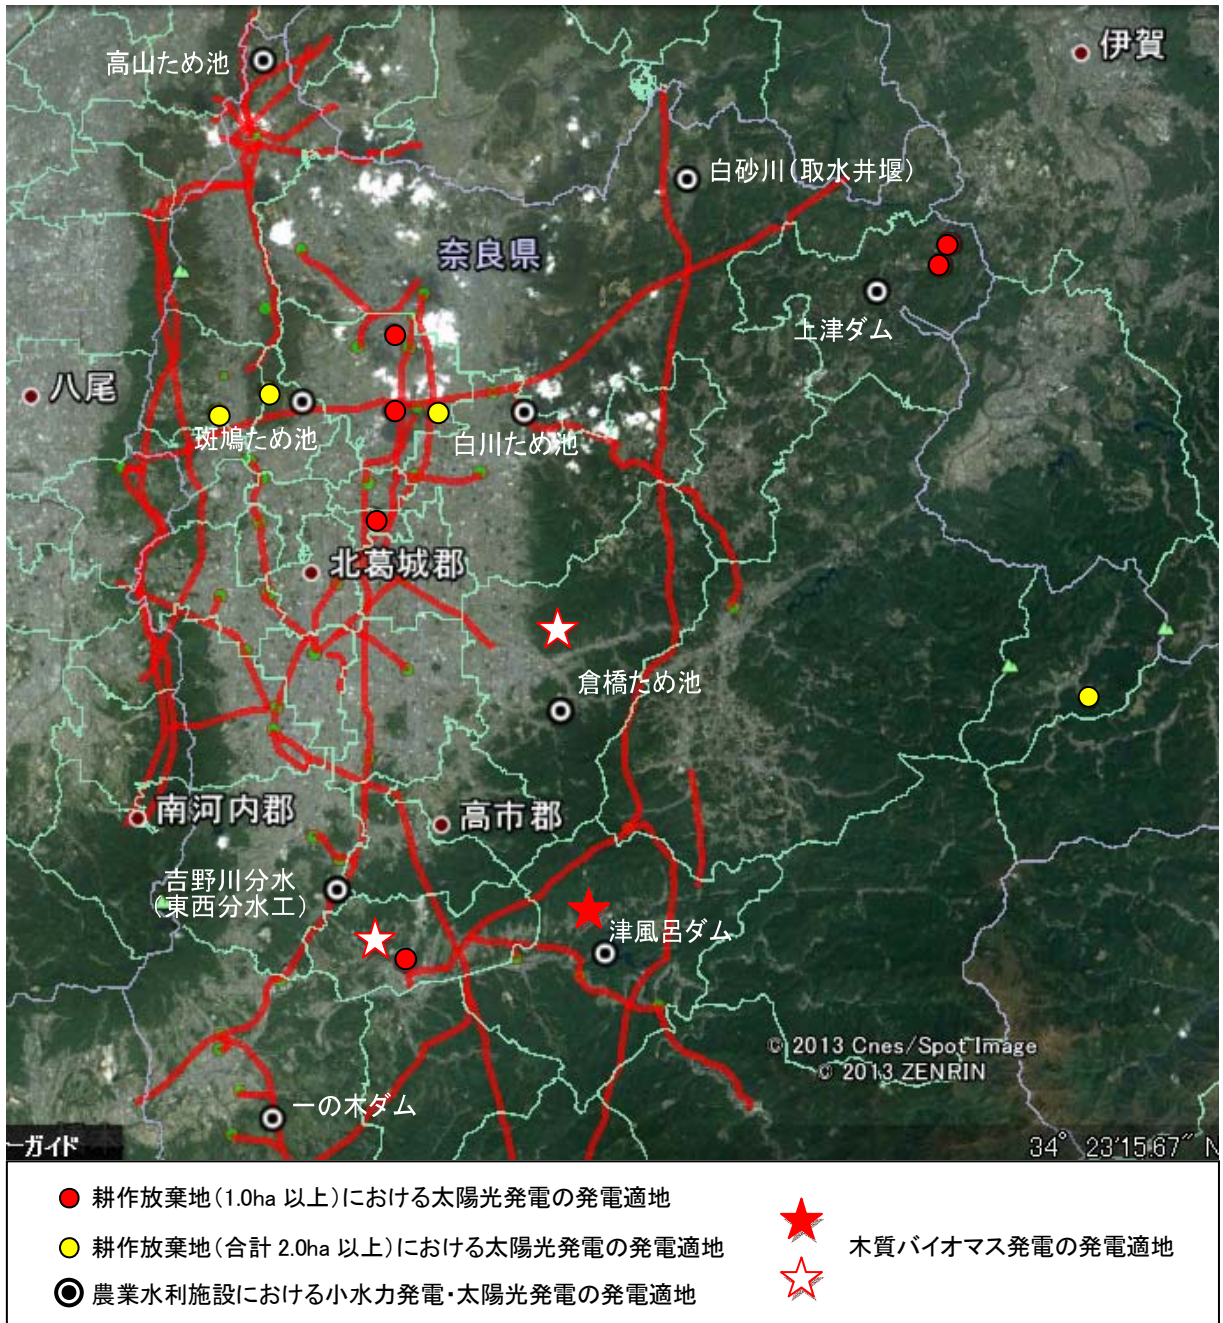 伊賀
高山ため池
白砂川（取水井堰）
奈良県
上津ダム
八尾
斑鳩ため池
白川ため池
北葛城郡
倉橋ため池
南河内郡
高市郡
吉野川分水
（東西分水工）
津風呂ダム
© 2013 Cnes/Spot Image
© 2013 ZENRIN
一の木ダム
ーガイド
34° 23'15.67" N
耕作放棄地（1.0ha 以上）における太陽光発電の発電適地
耕作放棄地（合計 2.0ha 以上）における太陽光発電の発電適地
木質バイオマス発電の発電適地
農業水利施設における小水力発電・太陽光発電の発電適地